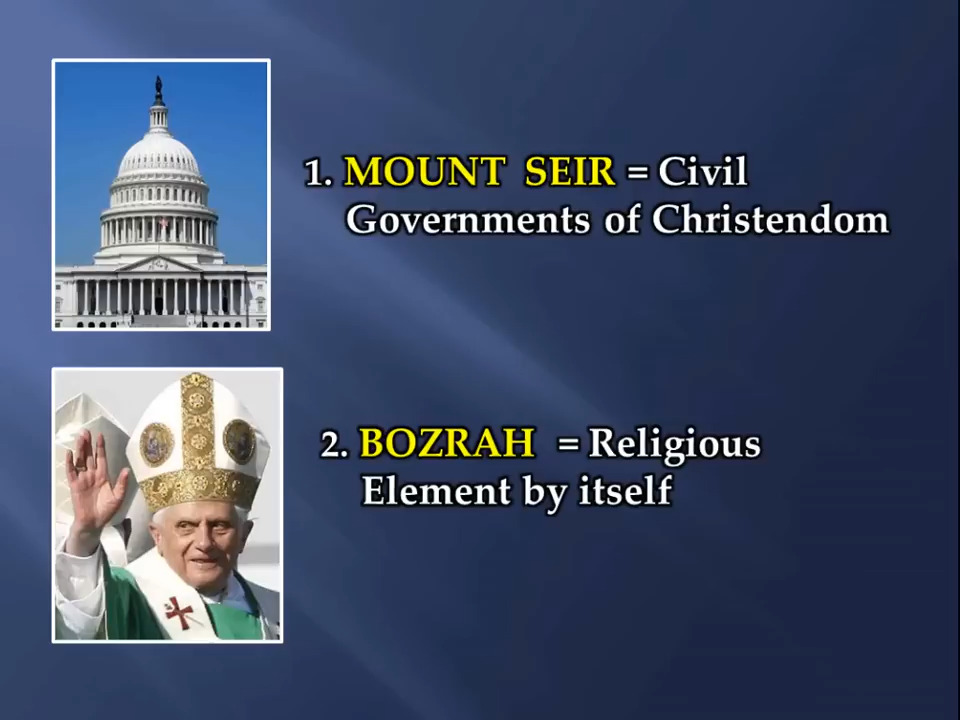 1. MOUNT SEIR = Civil
Governments of Christendom
2. BOZRAH = Religious
Element by itself